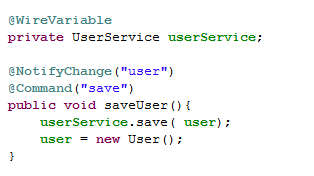 @WireVariable
private UserService userService;

@NotifyChange("user")
@Command("save")
public void saveUser(){
    userService.save( user);
    user = new User();
}